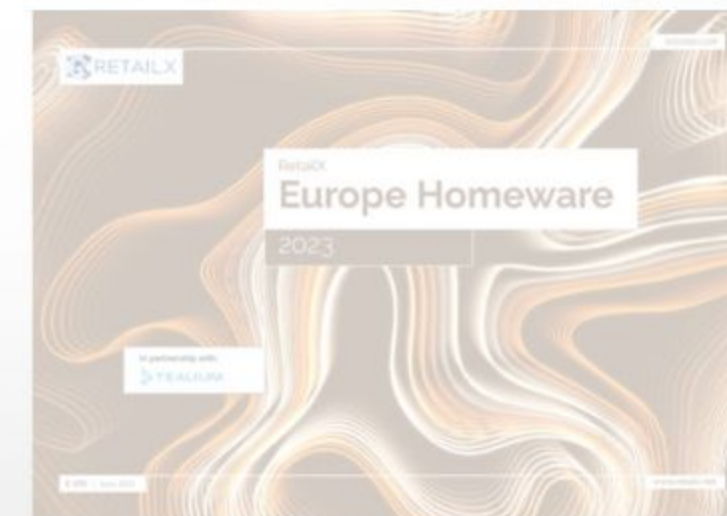 RETAILX
RetailX
Europe Homeware
2023
In partnership with
TEALIUM